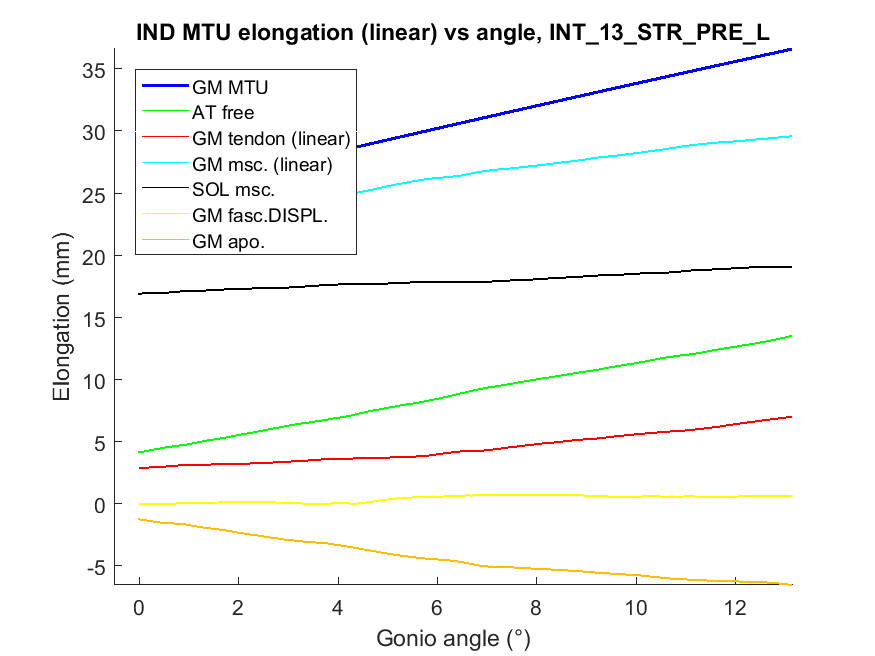 IND MTU elongation (linear) vs angle, INT_13_STR_PRE_L
GM MTU
AT free
GM tendon (linear)
GM msc. (linear)
SOL msc.
GM fasc.DISPL.
GM apo.
Elongation (mm)
35
30
25
20
15
10
5
0
-5
0 2 4 6 8 10 12
Gonio angle (°)